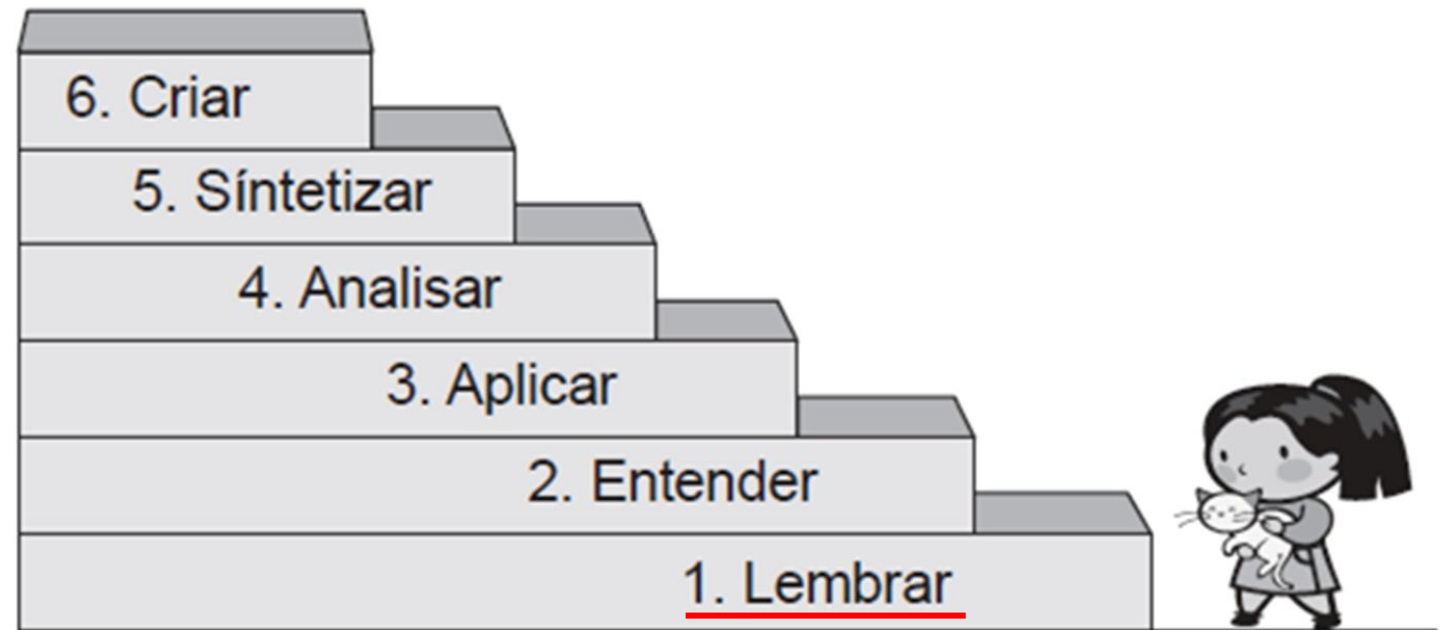 6. Criar
5. Síntetizar
4. Analisar
3. Aplicar
2. Entender
1. Lembrar